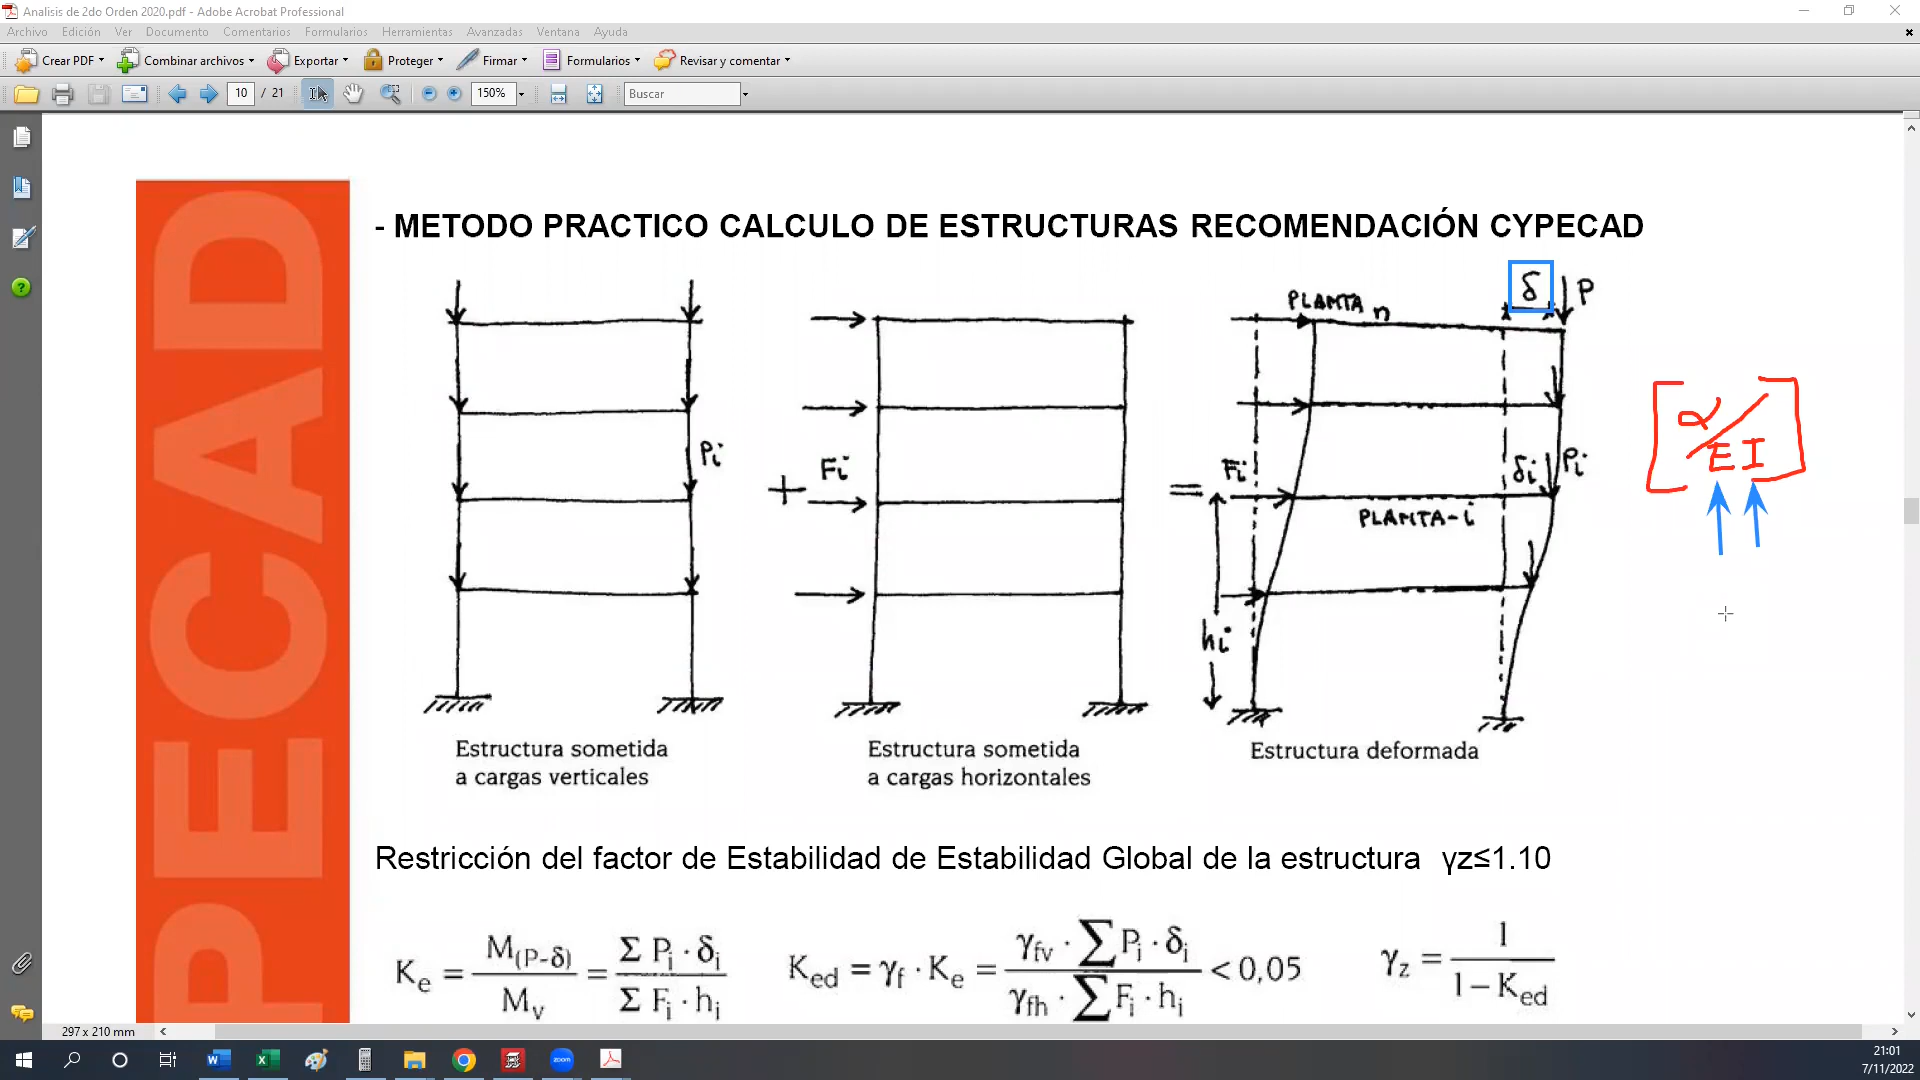 Analisis de 2do Orden 2020.pdf - Adobe Acrobat Professional
Archivo Edición Ver Documento Comentarios Formularios Herramientas Avanzadas Ventana Ayuda
Crear PDF Combinar archivos Exportar Proteger Firmar Formularios Revisar y comentar
10 / 21 150% Buscar
PECAD
- METODO PRACTICO CALCULO DE ESTRUCTURAS RECOMENDACIÓN CYPECAD
δ P
PLANTA n
α/EI
Pi + Fi = Fi δi Pi
PLANTA-i
hi
Estructura sometida
a cargas verticales
Estructura sometida
a cargas horizontales
Estructura deformada
Restricción del factor de Estabilidad de Estabilidad Global de la estructura γz≤1.10
Ke = M(P-δ) / Mv = Σ Pi · δi / Σ Fi · hi
Ked = γf · Ke = γfv · ∑ Pi · δi / γfh · ∑ Fi · hi < 0,05
γz = 1 / 1 – Ked
297 x 210 mm
zoom
21:01
7/11/2022